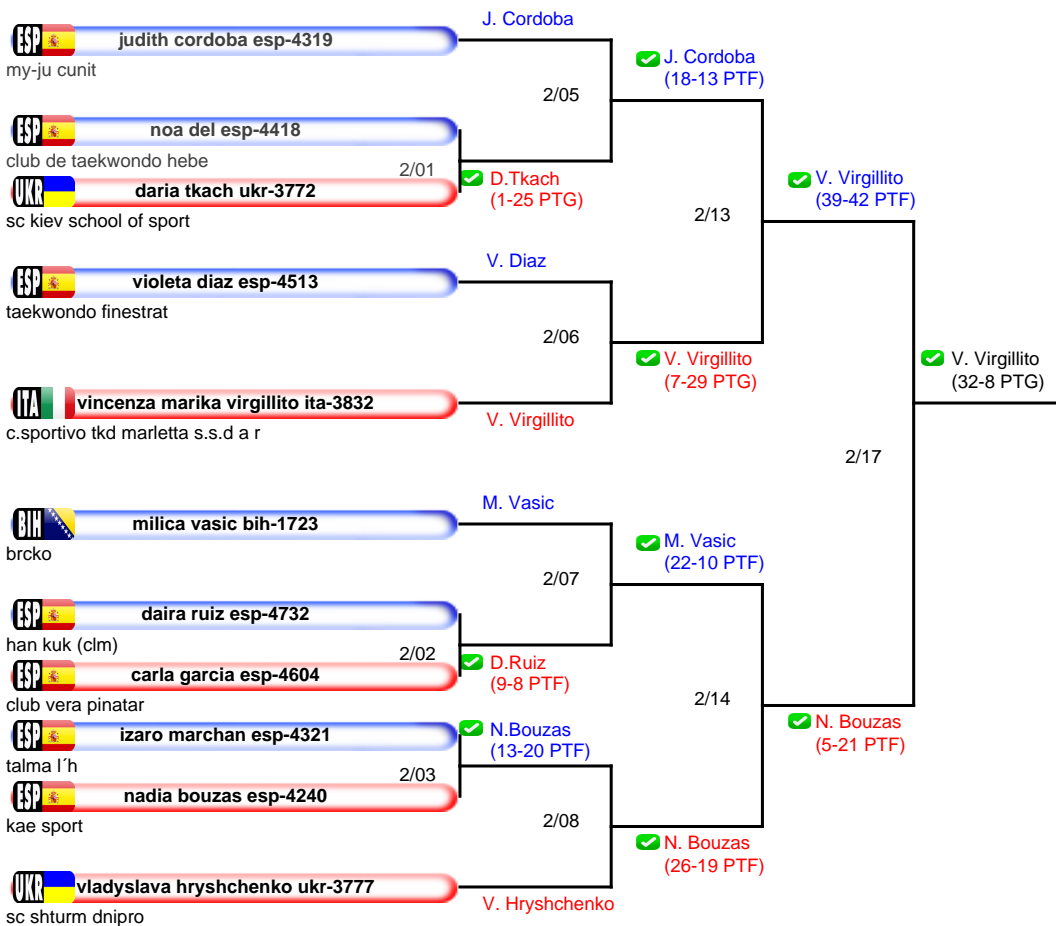 J. Cordoba
ESP judith cordoba esp-4319
my-ju cunit
J. Cordoba
(18-13 PTF)
2/05
ESP noa del esp-4418
club de taekwondo hebe
2/01
UKR daria tkach ukr-3772
sc kiev school of sport
D.Tkach
(1-25 PTG)
V. Virgillito
(39-42 PTF)
2/13
V. Diaz
ESP violeta diaz esp-4513
taekwondo finestrat
2/06
V. Virgillito
(7-29 PTG)
V. Virgillito
(32-8 PTG)
ITA vincenza marika virgillito ita-3832
V. Virgillito
c.sportivo tkd marletta s.s.d a r
2/17
M. Vasic
BIH milica vasic bih-1723
brcko
M. Vasic
(22-10 PTF)
2/07
ESP daira ruiz esp-4732
han kuk (clm)
2/02
ESP carla garcia esp-4604
club vera pinatar
D.Ruiz
(9-8 PTF)
2/14
ESP izaro marchan esp-4321
talma l´h
N.Bouzas
(13-20 PTF)
N. Bouzas
(5-21 PTF)
2/03
ESP nadia bouzas esp-4240
kae sport
2/08
N. Bouzas
(26-19 PTF)
UKR vladyslava hryshchenko ukr-3777
V. Hryshchenko
sc shturm dnipro